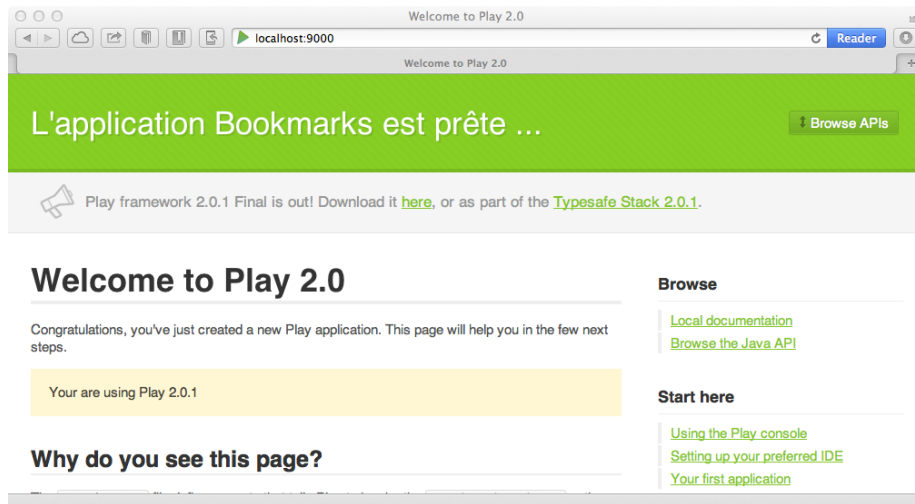 Welcome to Play 2.0
localhost:9000
Reader
Welcome to Play 2.0
L'application Bookmarks est prête ...
Browse APIs
Play framework 2.0.1 Final is out! Download it here, or as part of the Typesafe Stack 2.0.1.
Welcome to Play 2.0
Congratulations, you've just created a new Play application. This page will help you in the few next
steps.
Your are using Play 2.0.1
Why do you see this page?
Browse
Local documentation
Browse the Java API
Start here
Using the Play console
Setting up your preferred IDE
Your first application